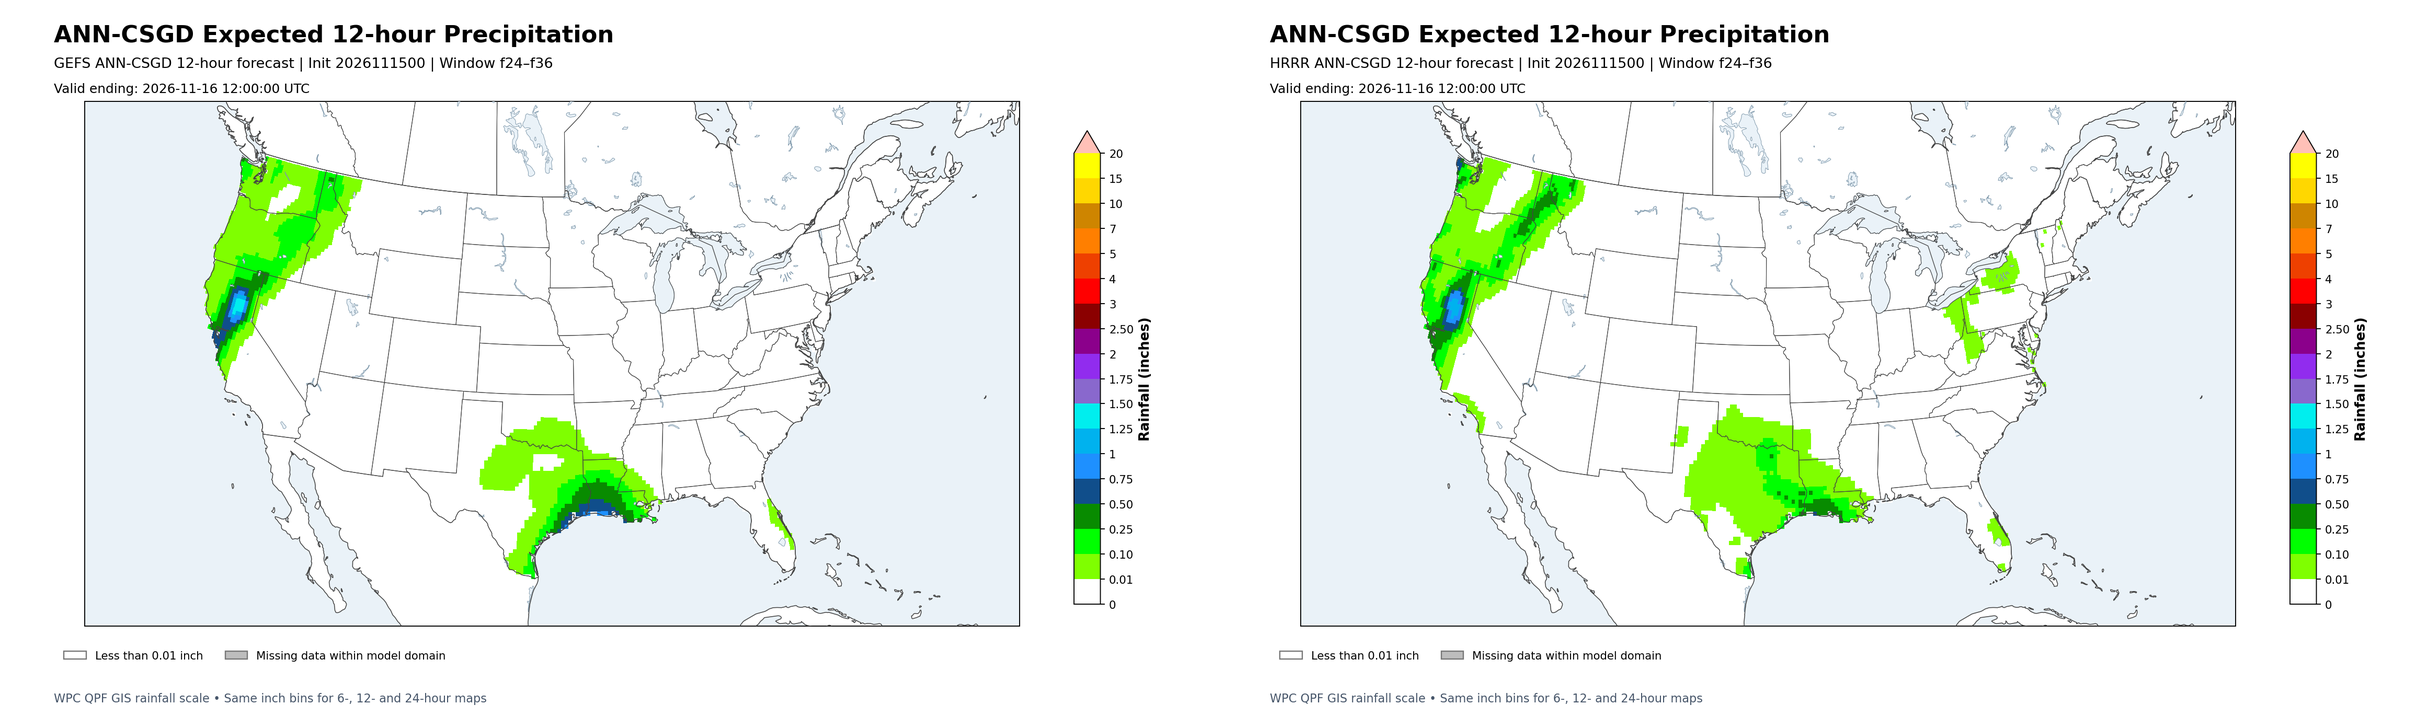 ANN-CSGD Expected 12-hour Precipitation
GEFS ANN-CSGD 12-hour forecast | Init 2026111500 | Window f24–f36
Valid ending: 2026-11-16 12:00:00 UTC
20
15
10
7
5
4
3
2.50
2
1.75
1.50
1.25
1
0.75
0.50
0.25
0.10
0.01
0
Rainfall (inches)
Less than 0.01 inch
Missing data within model domain
WPC QPF GIS rainfall scale • Same inch bins for 6-, 12- and 24-hour maps
ANN-CSGD Expected 12-hour Precipitation
HRRR ANN-CSGD 12-hour forecast | Init 2026111500 | Window f24–f36
Valid ending: 2026-11-16 12:00:00 UTC
20
15
10
7
5
4
3
2.50
2
1.75
1.50
1.25
1
0.75
0.50
0.25
0.10
0.01
0
Rainfall (inches)
Less than 0.01 inch
Missing data within model domain
WPC QPF GIS rainfall scale • Same inch bins for 6-, 12- and 24-hour maps